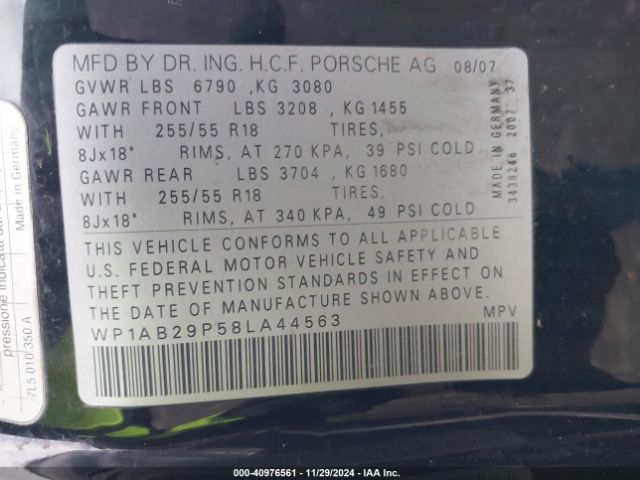 MFD BY DR. ING. H.C.F. PORSCHE AG 08/07
GVWR LBS 6790 , KG 3080
GAWR FRONT LBS 3208 , KG 1455
WITH 255/55 R18 TIRES,
8Jx18" RIMS, AT 270 KPA, 39 PSI COLD
GAWR REAR LBS 3704 , KG 1680
WITH 255/55 R18 TIRES,
8Jx18" RIMS, AT 340 KPA, 49 PSI COLD
THIS VEHICLE CONFORMS TO ALL APPLICABLE
U.S. FEDERAL MOTOR VEHICLE SAFETY AND
THEFT PREVENTION STANDARDS IN EFFECT ON
THE DATE OF MANUFACTURE SHOWN ABOVE.
WP1AB29P58LA44563 MPV
MADE IN GERMANY
3438246 2007 37
Made in Germany
pressione indicata
7L5 010 350 A
000-40976561 - 11/29/2024 - IAA Inc.